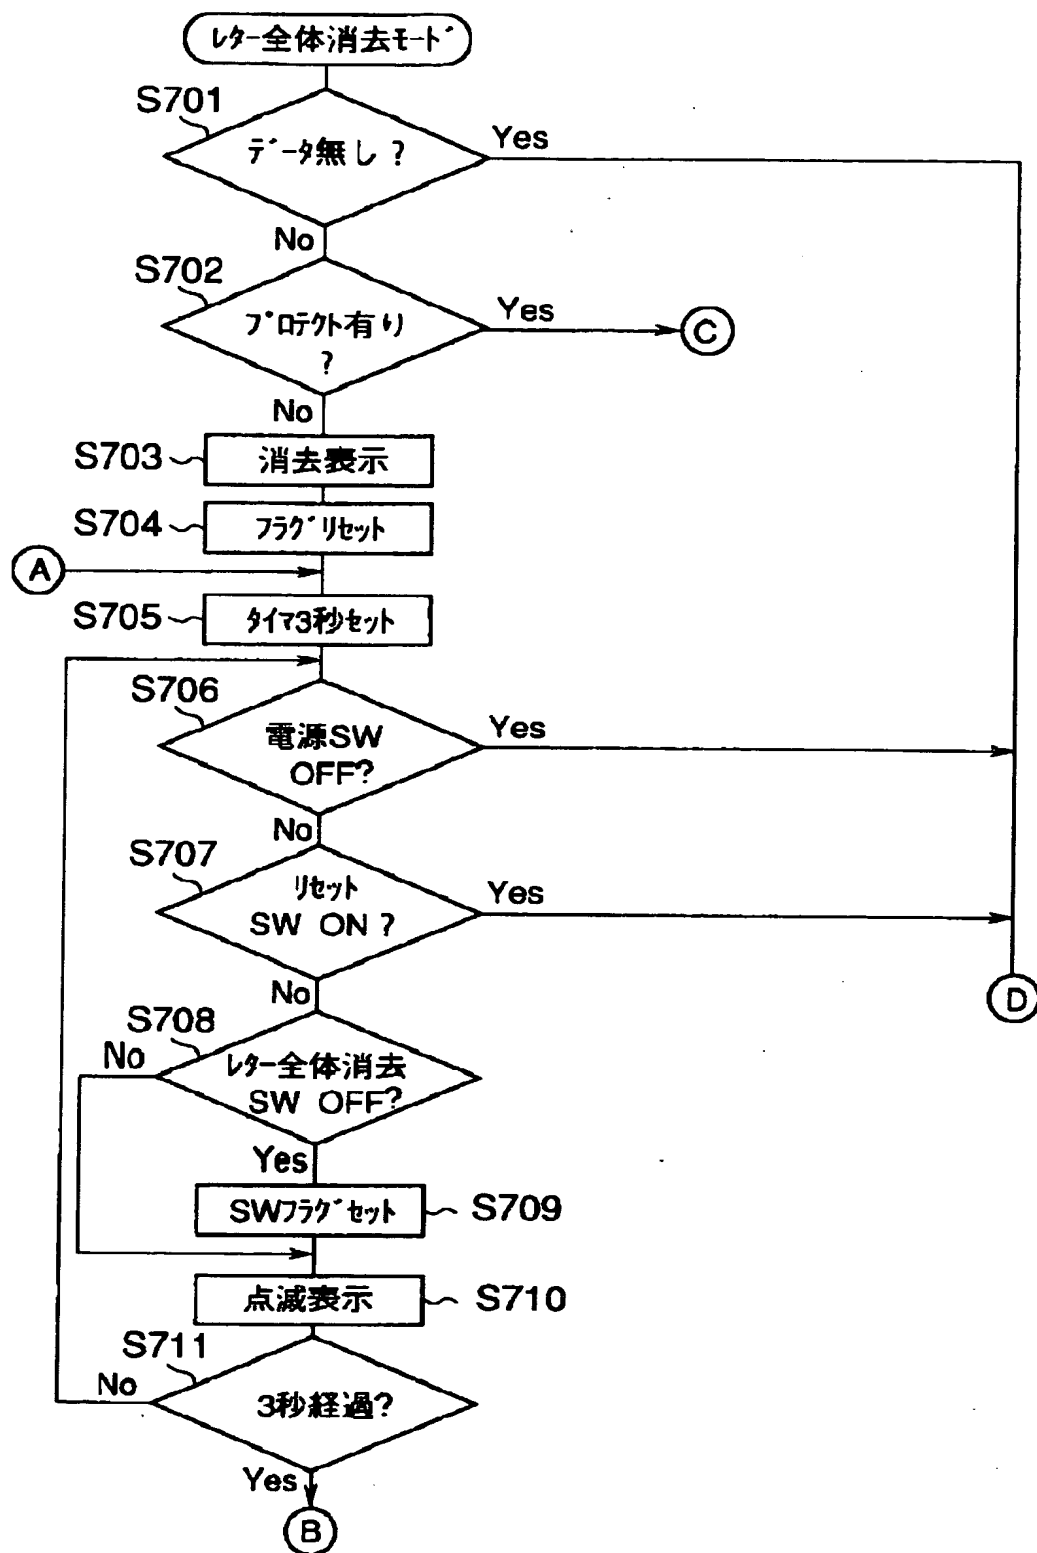 レター全体消去モード
S701
データ無し?
Yes
No
S702
プロテクト有り
?
Yes
C
No
S703
消去表示
S704
フラグリセット
A
S705
タイマ3秒セット
S706
電源SW
OFF?
Yes
No
S707
リセット
SW ON ?
Yes
No
D
S708
No
レター全体消去
SW OFF?
Yes
SWフラグセット
S709
点滅表示
S710
S711
No
3秒経過?
Yes
B